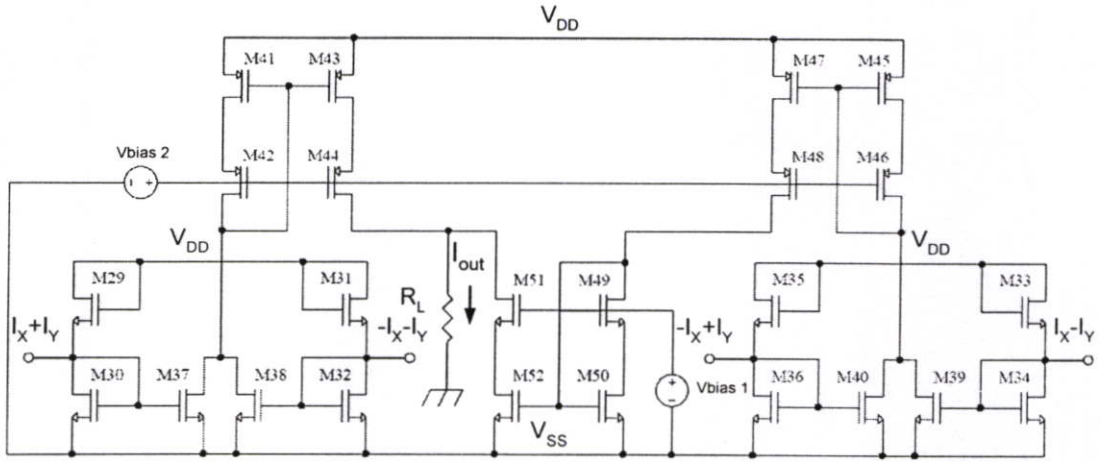 V_DD
M41 M43 M47 M45
Vbias 2
M42 M44 M48 M46
V_DD V_DD
I_out
M29 M31 M51 M49 M35 M33
R_L
I_X+I_Y -I_X-I_Y -I_X+I_Y I_X-I_Y
M30 M37 M38 M32 M52 M50 Vbias 1 M36 M40 M39 M34
V_SS